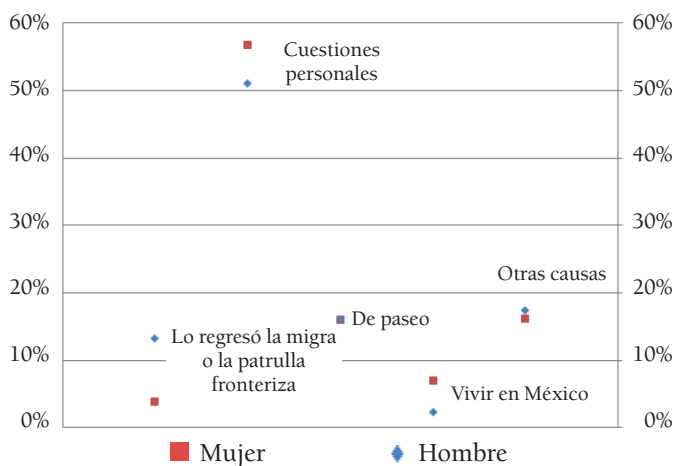 60%
60%
Cuestiones
personales
50%
50%
40%
40%
30%
30%
Otras causas
20%
20%
De paseo
Lo regresó la migra
o la patrulla
fronteriza
10%
10%
Vivir en México
0%
0%
Mujer
Hombre